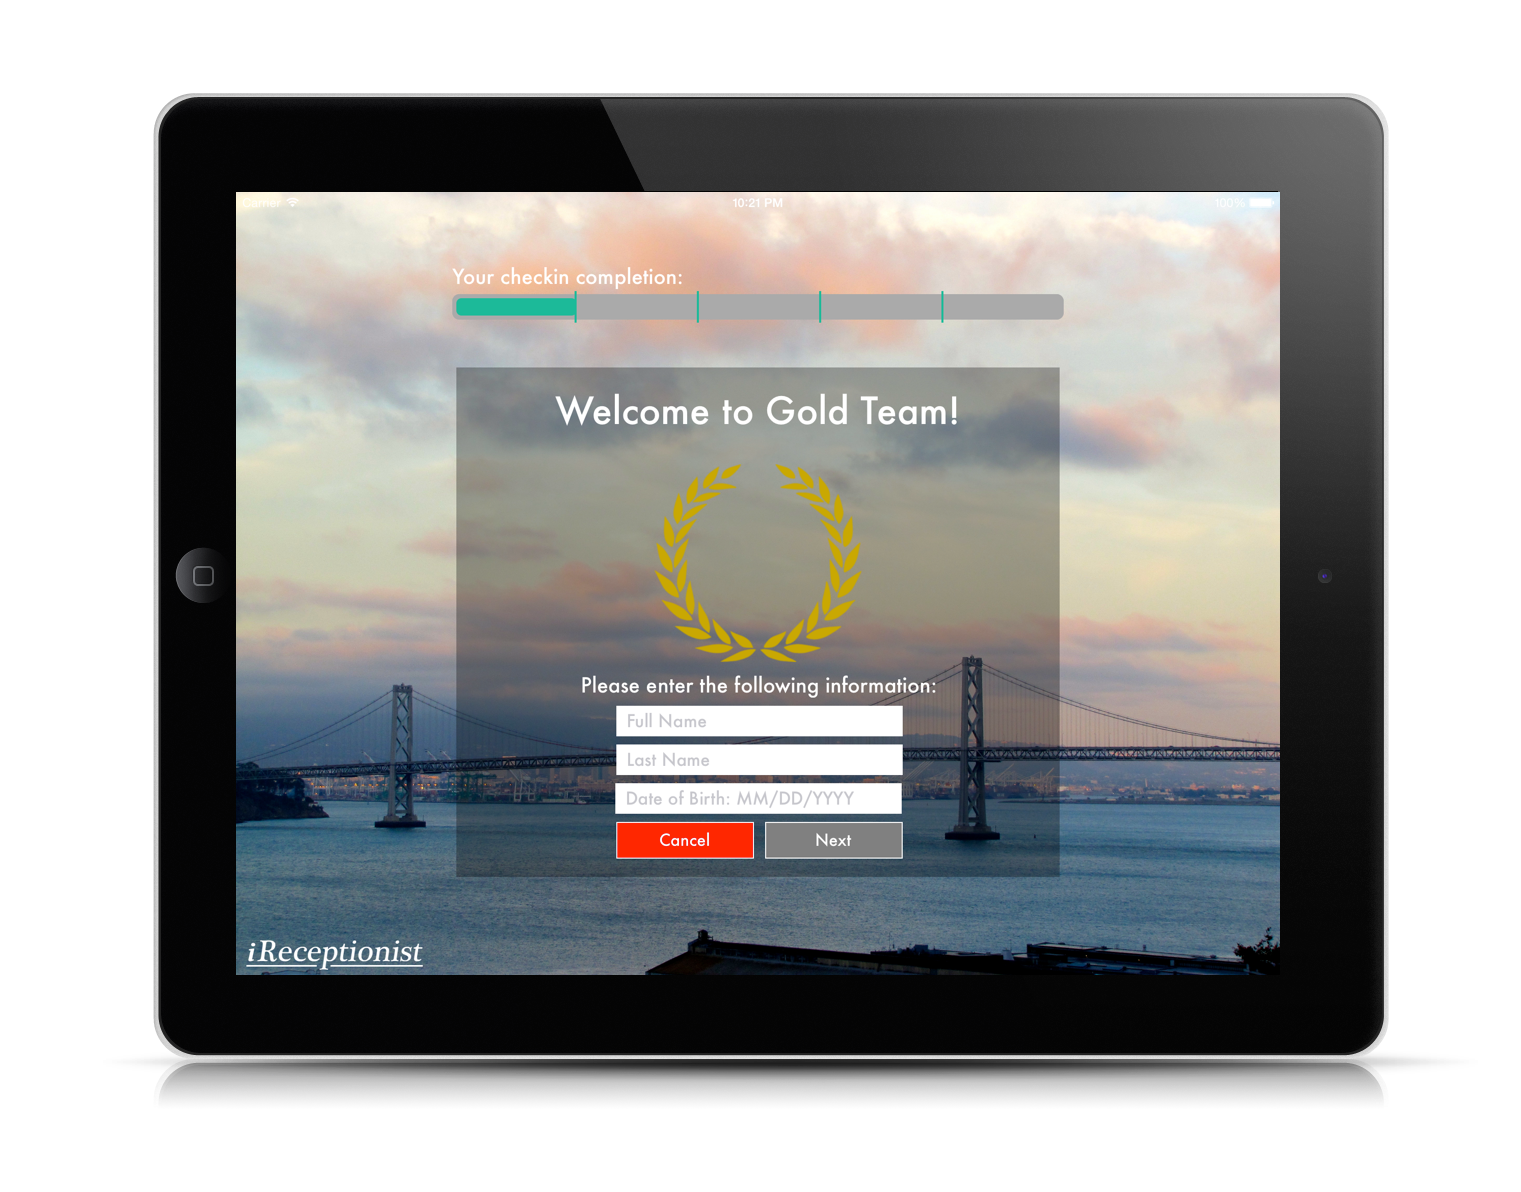 Carrier
10:21 PM
100%
Your checkin completion:
Welcome to Gold Team!
Please enter the following information:
Full Name
Last Name
Date of Birth: MM/DD/YYYY
Cancel Next
iReceptionist